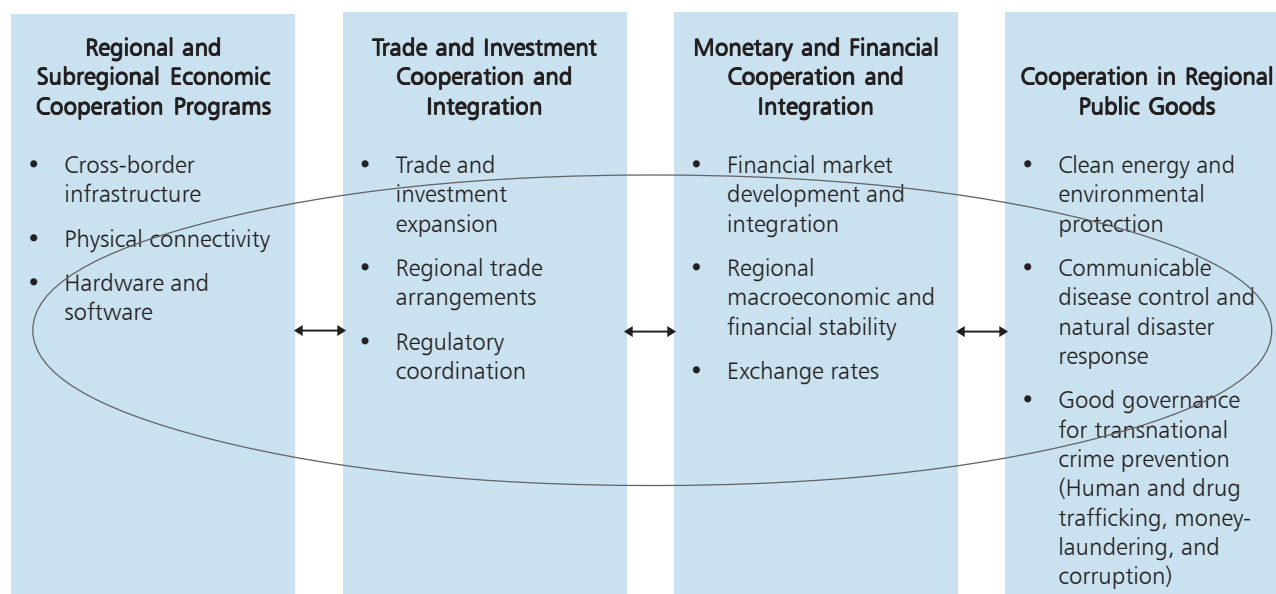 Regional and
Subregional Economic
Cooperation Programs
• Cross-border
infrastructure
• Physical connectivity
• Hardware and
software
Trade and Investment
Cooperation and
Integration
• Trade and
investment
expansion
• Regional trade
arrangements
• Regulatory
coordination
Monetary and Financial
Cooperation and
Integration
• Financial market
development and
integration
• Regional
macroeconomic and
financial stability
• Exchange rates
Cooperation in Regional
Public Goods
• Clean energy and
environmental
protection
• Communicable
disease control and
natural disaster
response
• Good governance
for transnational
crime prevention
(Human and drug
trafficking, money-
laundering, and
corruption)